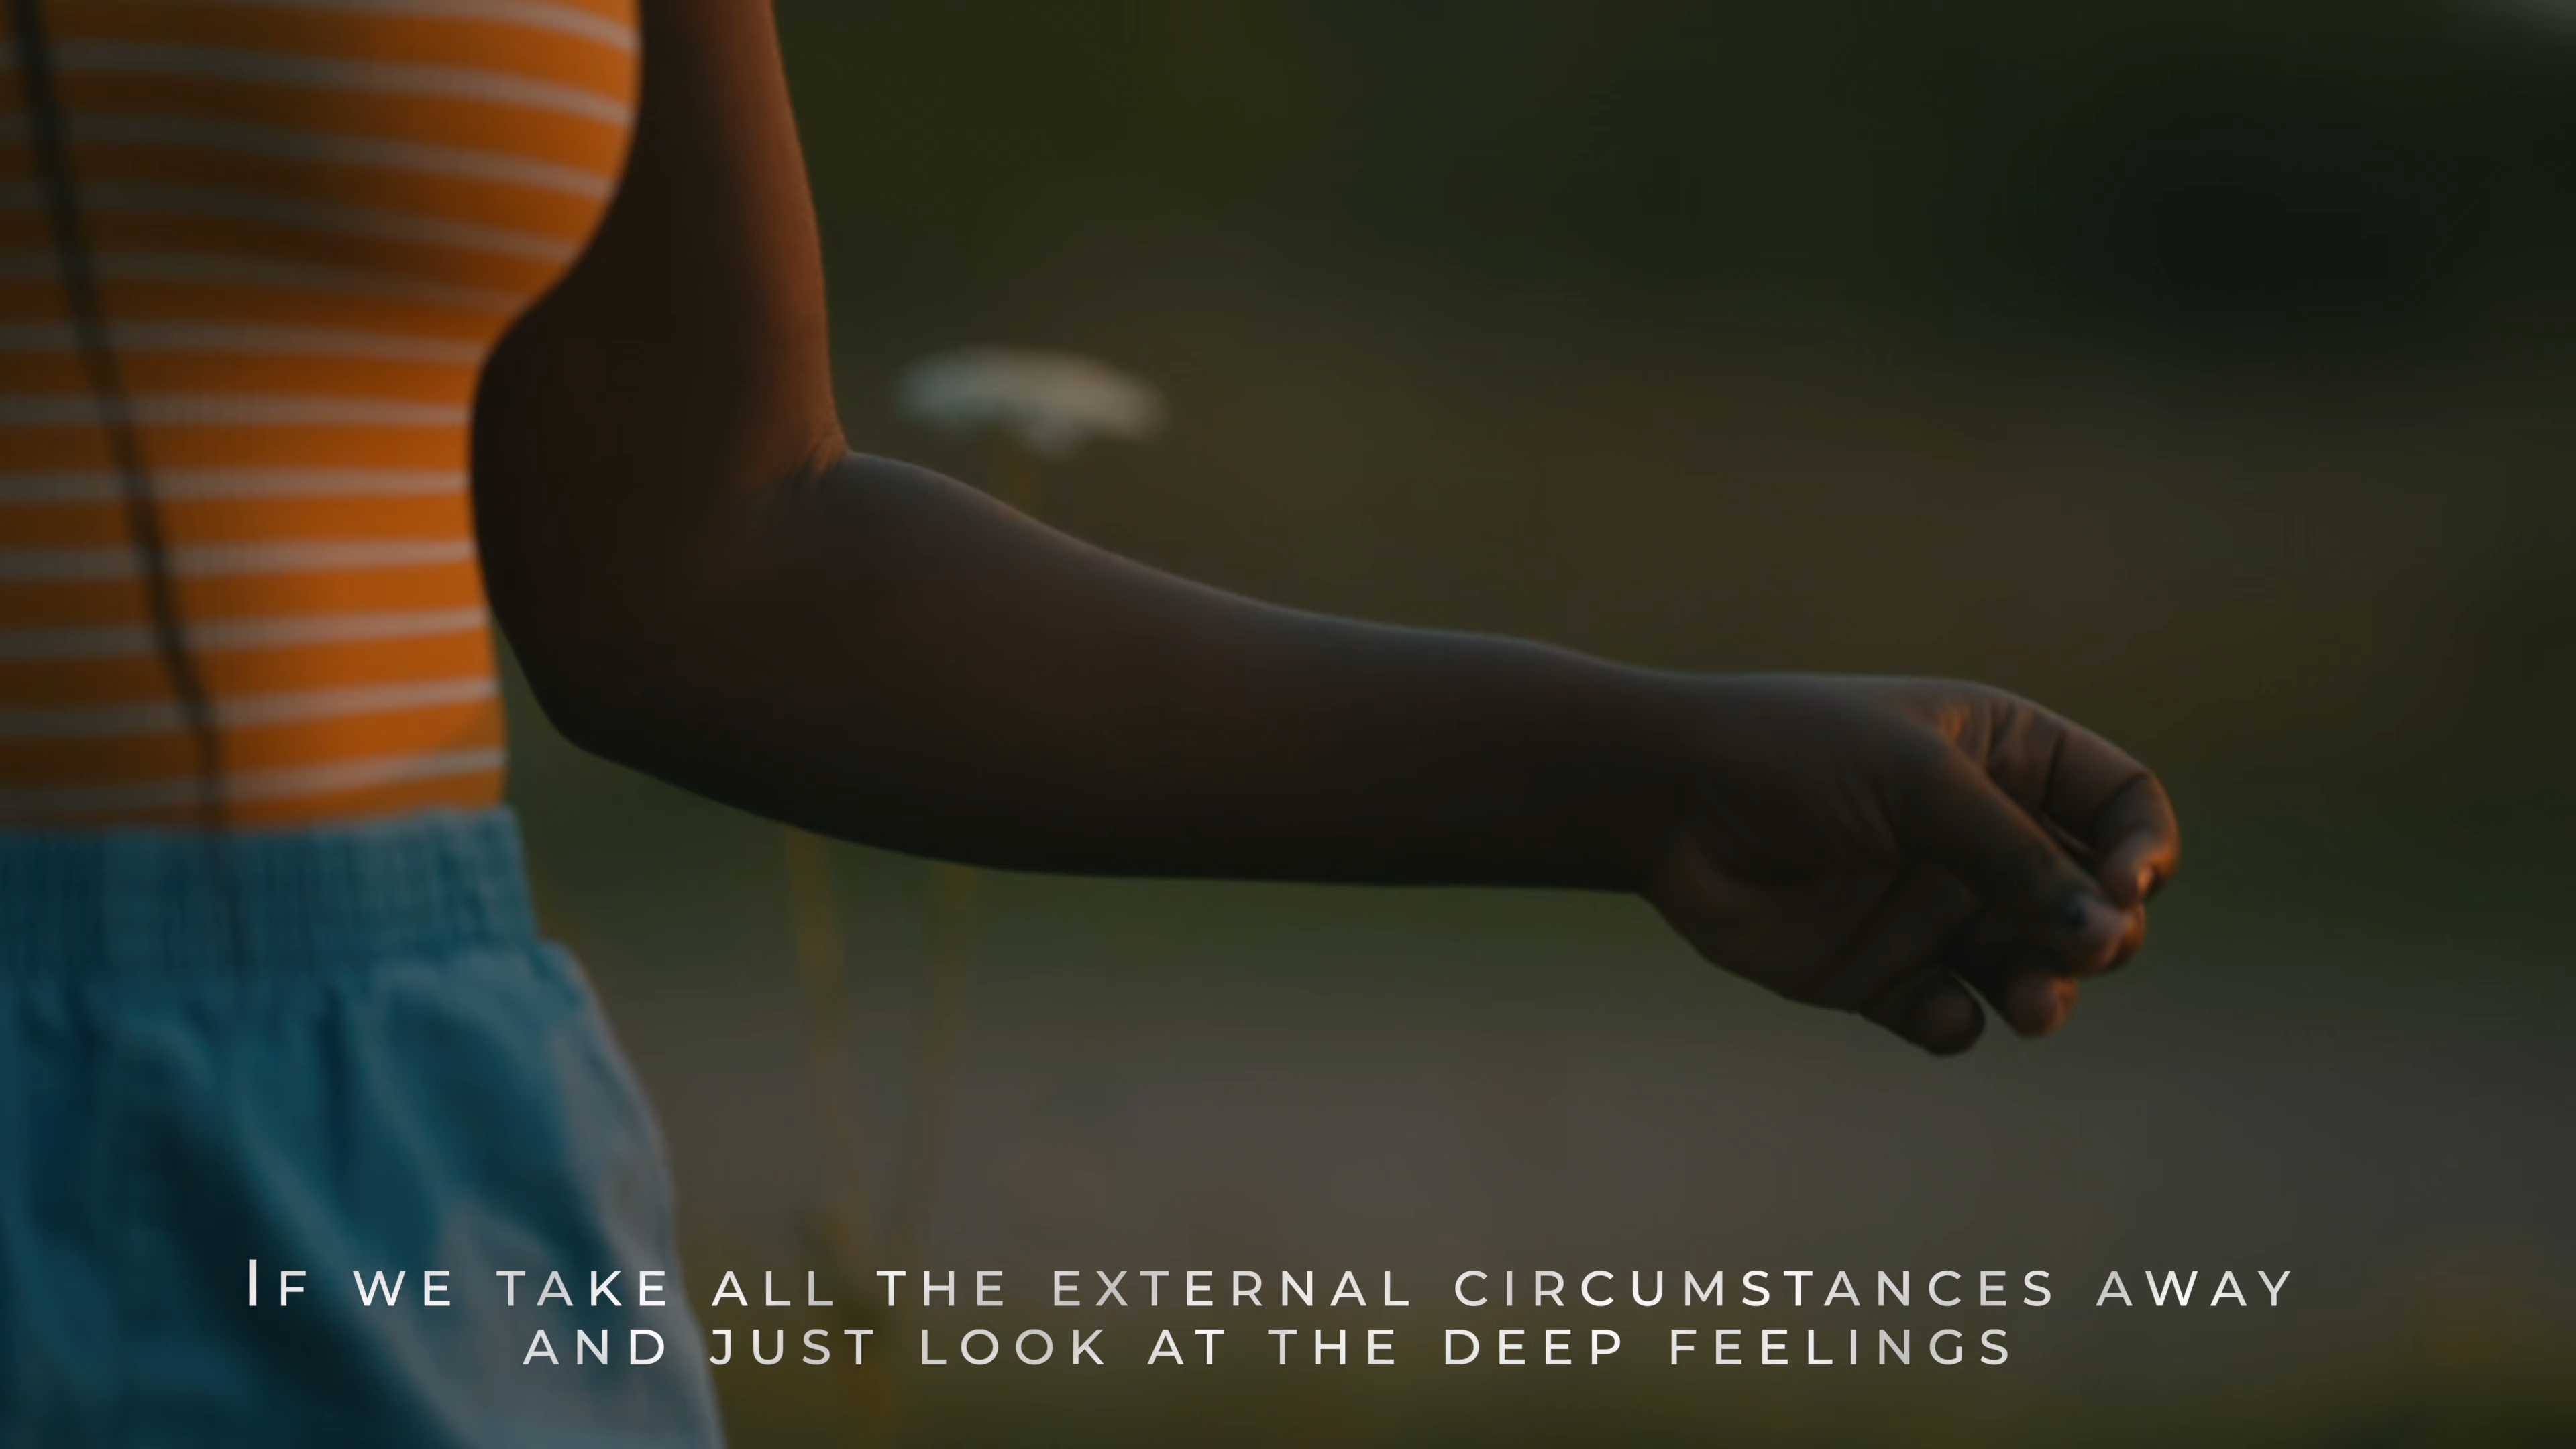 If we take all the external circumstances away
and just look at the deep feelings